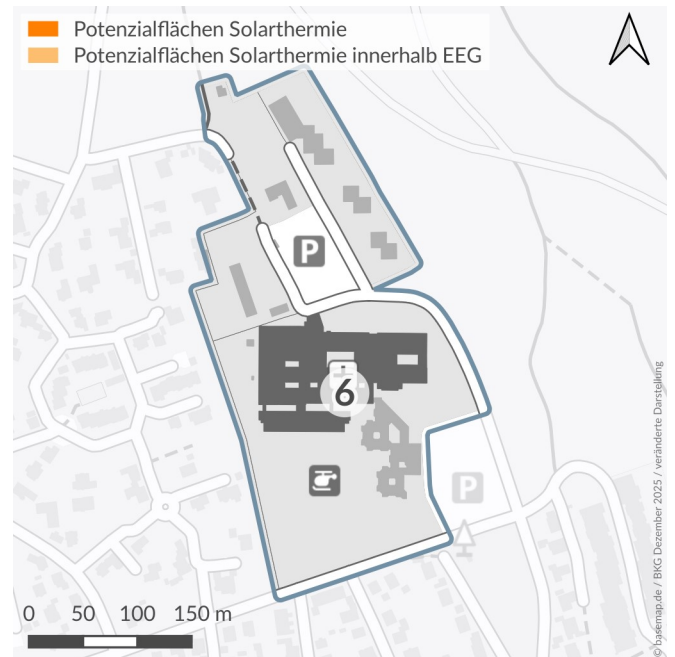 Potenzialflächen Solarthermie
Potenzialflächen Solarthermie innerhalb EEG
P
6
P
0 50 100 150 m
© basemap.de / BKG Dezember 2025 / veränderte Darstellung